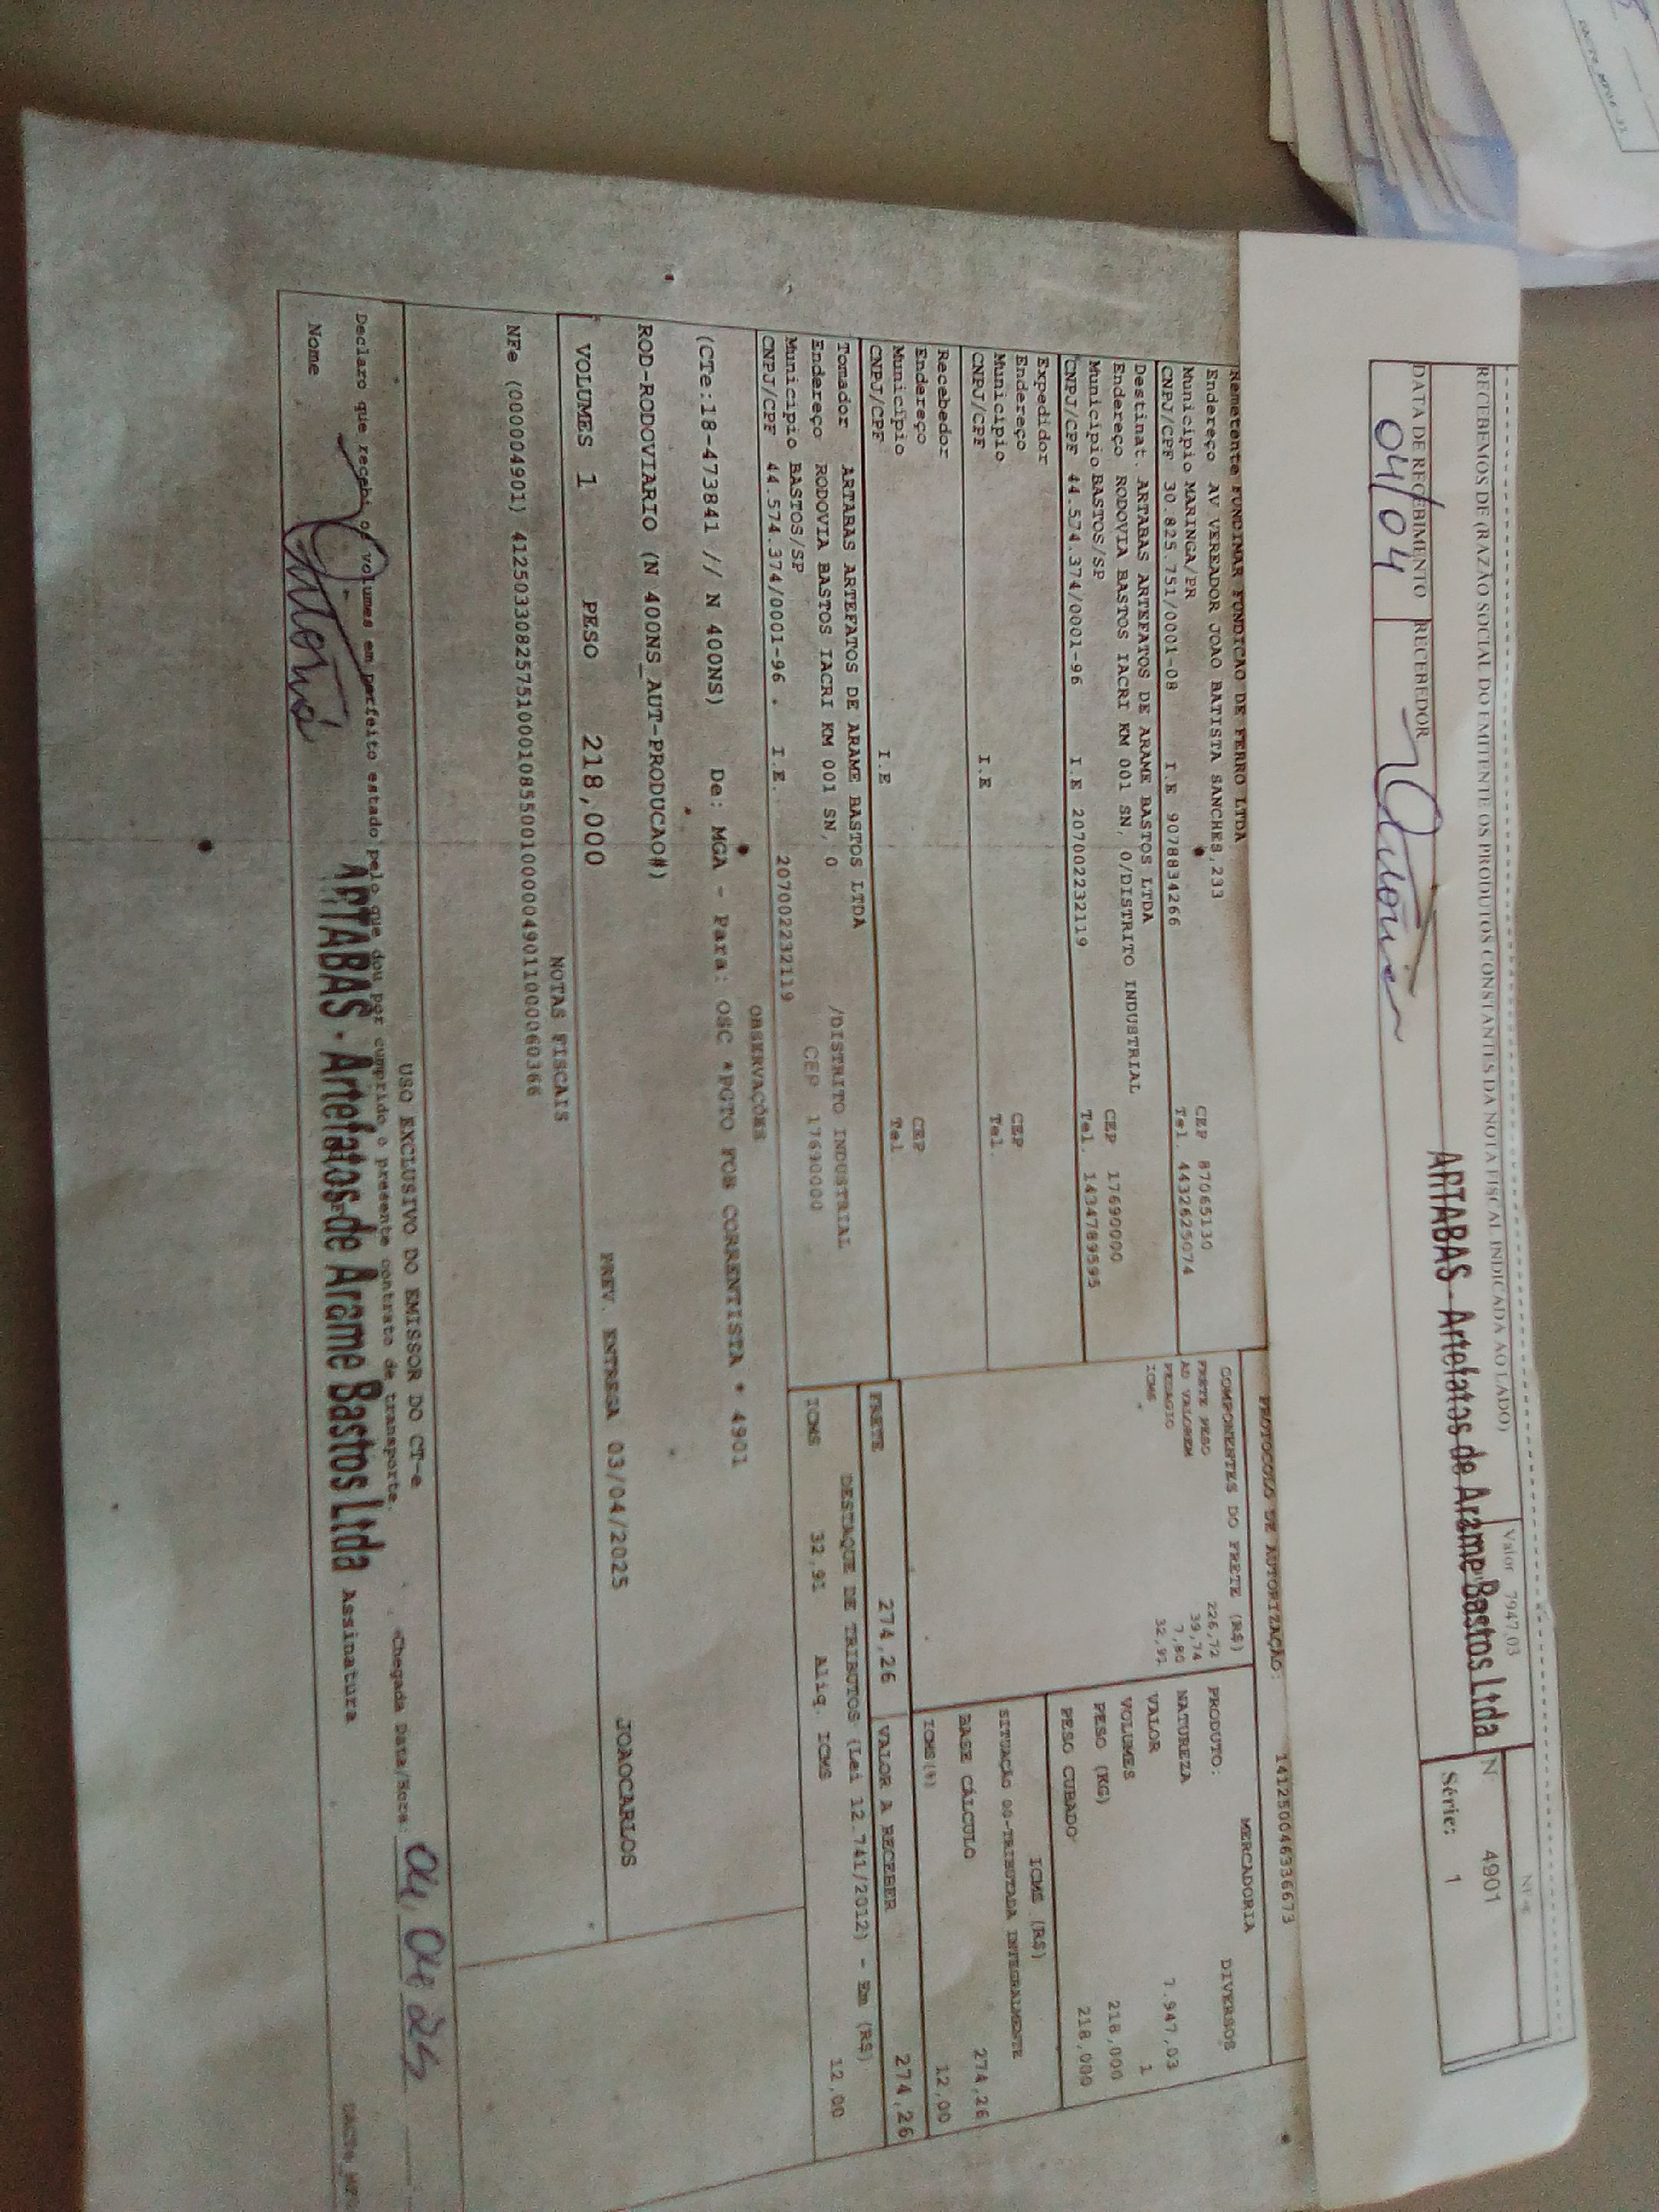 RECEBEMOS DE (RAZÃO SOCIAL DO EMITENTE OS PRODUTOS CONSTANTES DA NOTA FISCAL INDICADA AO LADO)
Valor 7947,03
NF-e
DATA DE RECEBIMENTO RECEBEDOR
04/04
ARTABAS - Artefatos de Arame Bastos Ltda
N. 4901
Série: 1
PROTOCOLO DE AUTORIZAÇÃO: 141250046336673
Remetente FUNDIMAR FUNDICAO DE FERRO LTDA
Endereço AV VEREADOR JOAO BATISTA SANCHES,233 CEP 87065130
Município MARINGA/PR Tel. 4432625074
CNPJ/CPF 30.825.751/0001-08 I.E 9078834266
Destinat. ARTABAS ARTEFATOS DE ARAME BASTOS LTDA
Endereço RODOVIA BASTOS IACRI KM 001 SN, 0/DISTRITO INDUSTRIAL CEP 17690000
Município BASTOS/SP Tel. 1434789595
CNPJ/CPF 44.574.374/0001-96 I.E 207002232119
Expedidor
Endereço CEP
Município Tel.
CNPJ/CPF I.E
Recebedor
Endereço CEP
Município Tel
CNPJ/CPF I.E
Tomador ARTABAS ARTEFATOS DE ARAME BASTOS LTDA
Endereço RODOVIA BASTOS IACRI KM 001 SN, 0 /DISTRITO INDUSTRIAL
Município BASTOS/SP CEP 17690000
CNPJ/CPF 44.574.374/0001-96 I.E. 207002232119
COMPONENTES DO FRETE (R$)
FRETE PESO 226,72
AD VALOREM 39,74
PEDAGIO 7,80
ICMS 32,91
MERCADORIA
PRODUTO: DIVERSOS
NATUREZA
VALOR 7.947,03
VOLUMES 1
PESO (KG) 218,000
PESO CUBADO 218,000
ICMS (R$)
SITUAÇÃO 00-TRIBUTADA INTEGRALMENTE
BASE CÁLCULO 274,26
ICMS(%) 12,00
FRETE 274,26 VALOR A RECEBER 274,26
DESTAQUE DE TRIBUTOS (Lei 12.741/2012) - Em (R$)
ICMS 32,91 Aliq. ICMS 12,00
OBSERVAÇÕES
(CTe:18-473841 // N 400NS) De: MGA - Para: OSC *PGTO FOB CORRENTISTA * 4901
ROD-RODOVIARIO (N 400NS_AUT-PRODUCAO#)
VOLUMES 1 PESO 218,000 PREV. ENTREGA 03/04/2025 JOAOCARLOS
NOTAS FISCAIS
NFe (000004901) 41250330825751000108550010000049011000060366
USO EXCLUSIVO DO EMISSOR DO CT-e
Declaro que recebi os volumes em perfeito estado pelo que dou por cumprido o presente contrato de transporte. Chegada Data/Hora: 04 04 25
Nome ARTABAS - Artefatos de Arame Bastos Ltda Assinatura